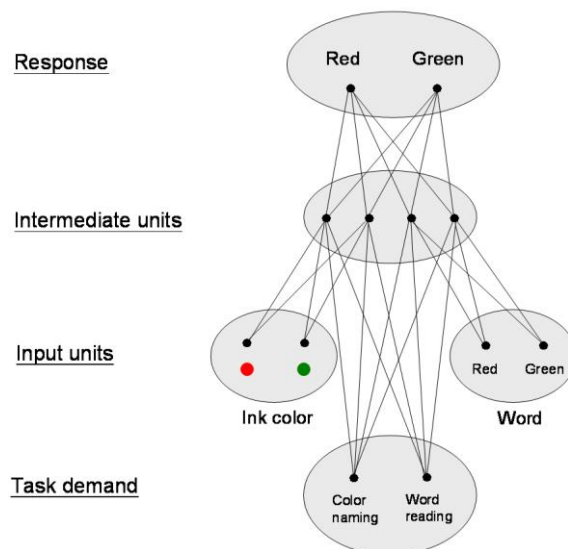 Response
Red Green
Intermediate units
Input units
Red Green
Ink color Word
Task demand
Color Word
naming reading